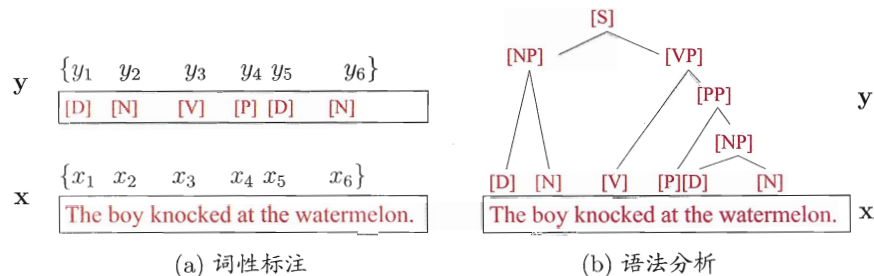 y
{y₁ y₂ y₃ y₄ y₅ y₆}
[D] [N] [V] [P] [D] [N]
x
{x₁ x₂ x₃ x₄ x₅ x₆}
The boy knocked at the watermelon.
(a) 词性标注
[S]
[NP] [VP]
[PP]
y
[NP]
[D] [N] [V] [P][D] [N]
The boy knocked at the watermelon.
x
(b) 语法分析